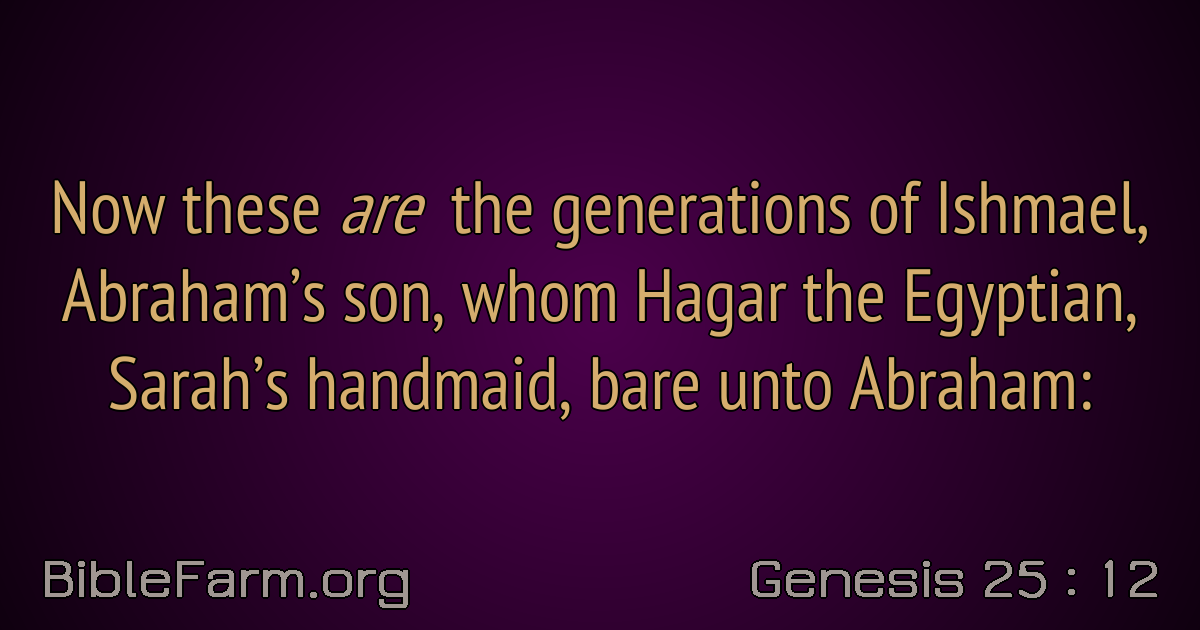 Now these are the generations of Ishmael,
Abraham’s son, whom Hagar the Egyptian,
Sarah’s handmaid, bare unto Abraham:
BibleFarm.org
Genesis 25 : 12